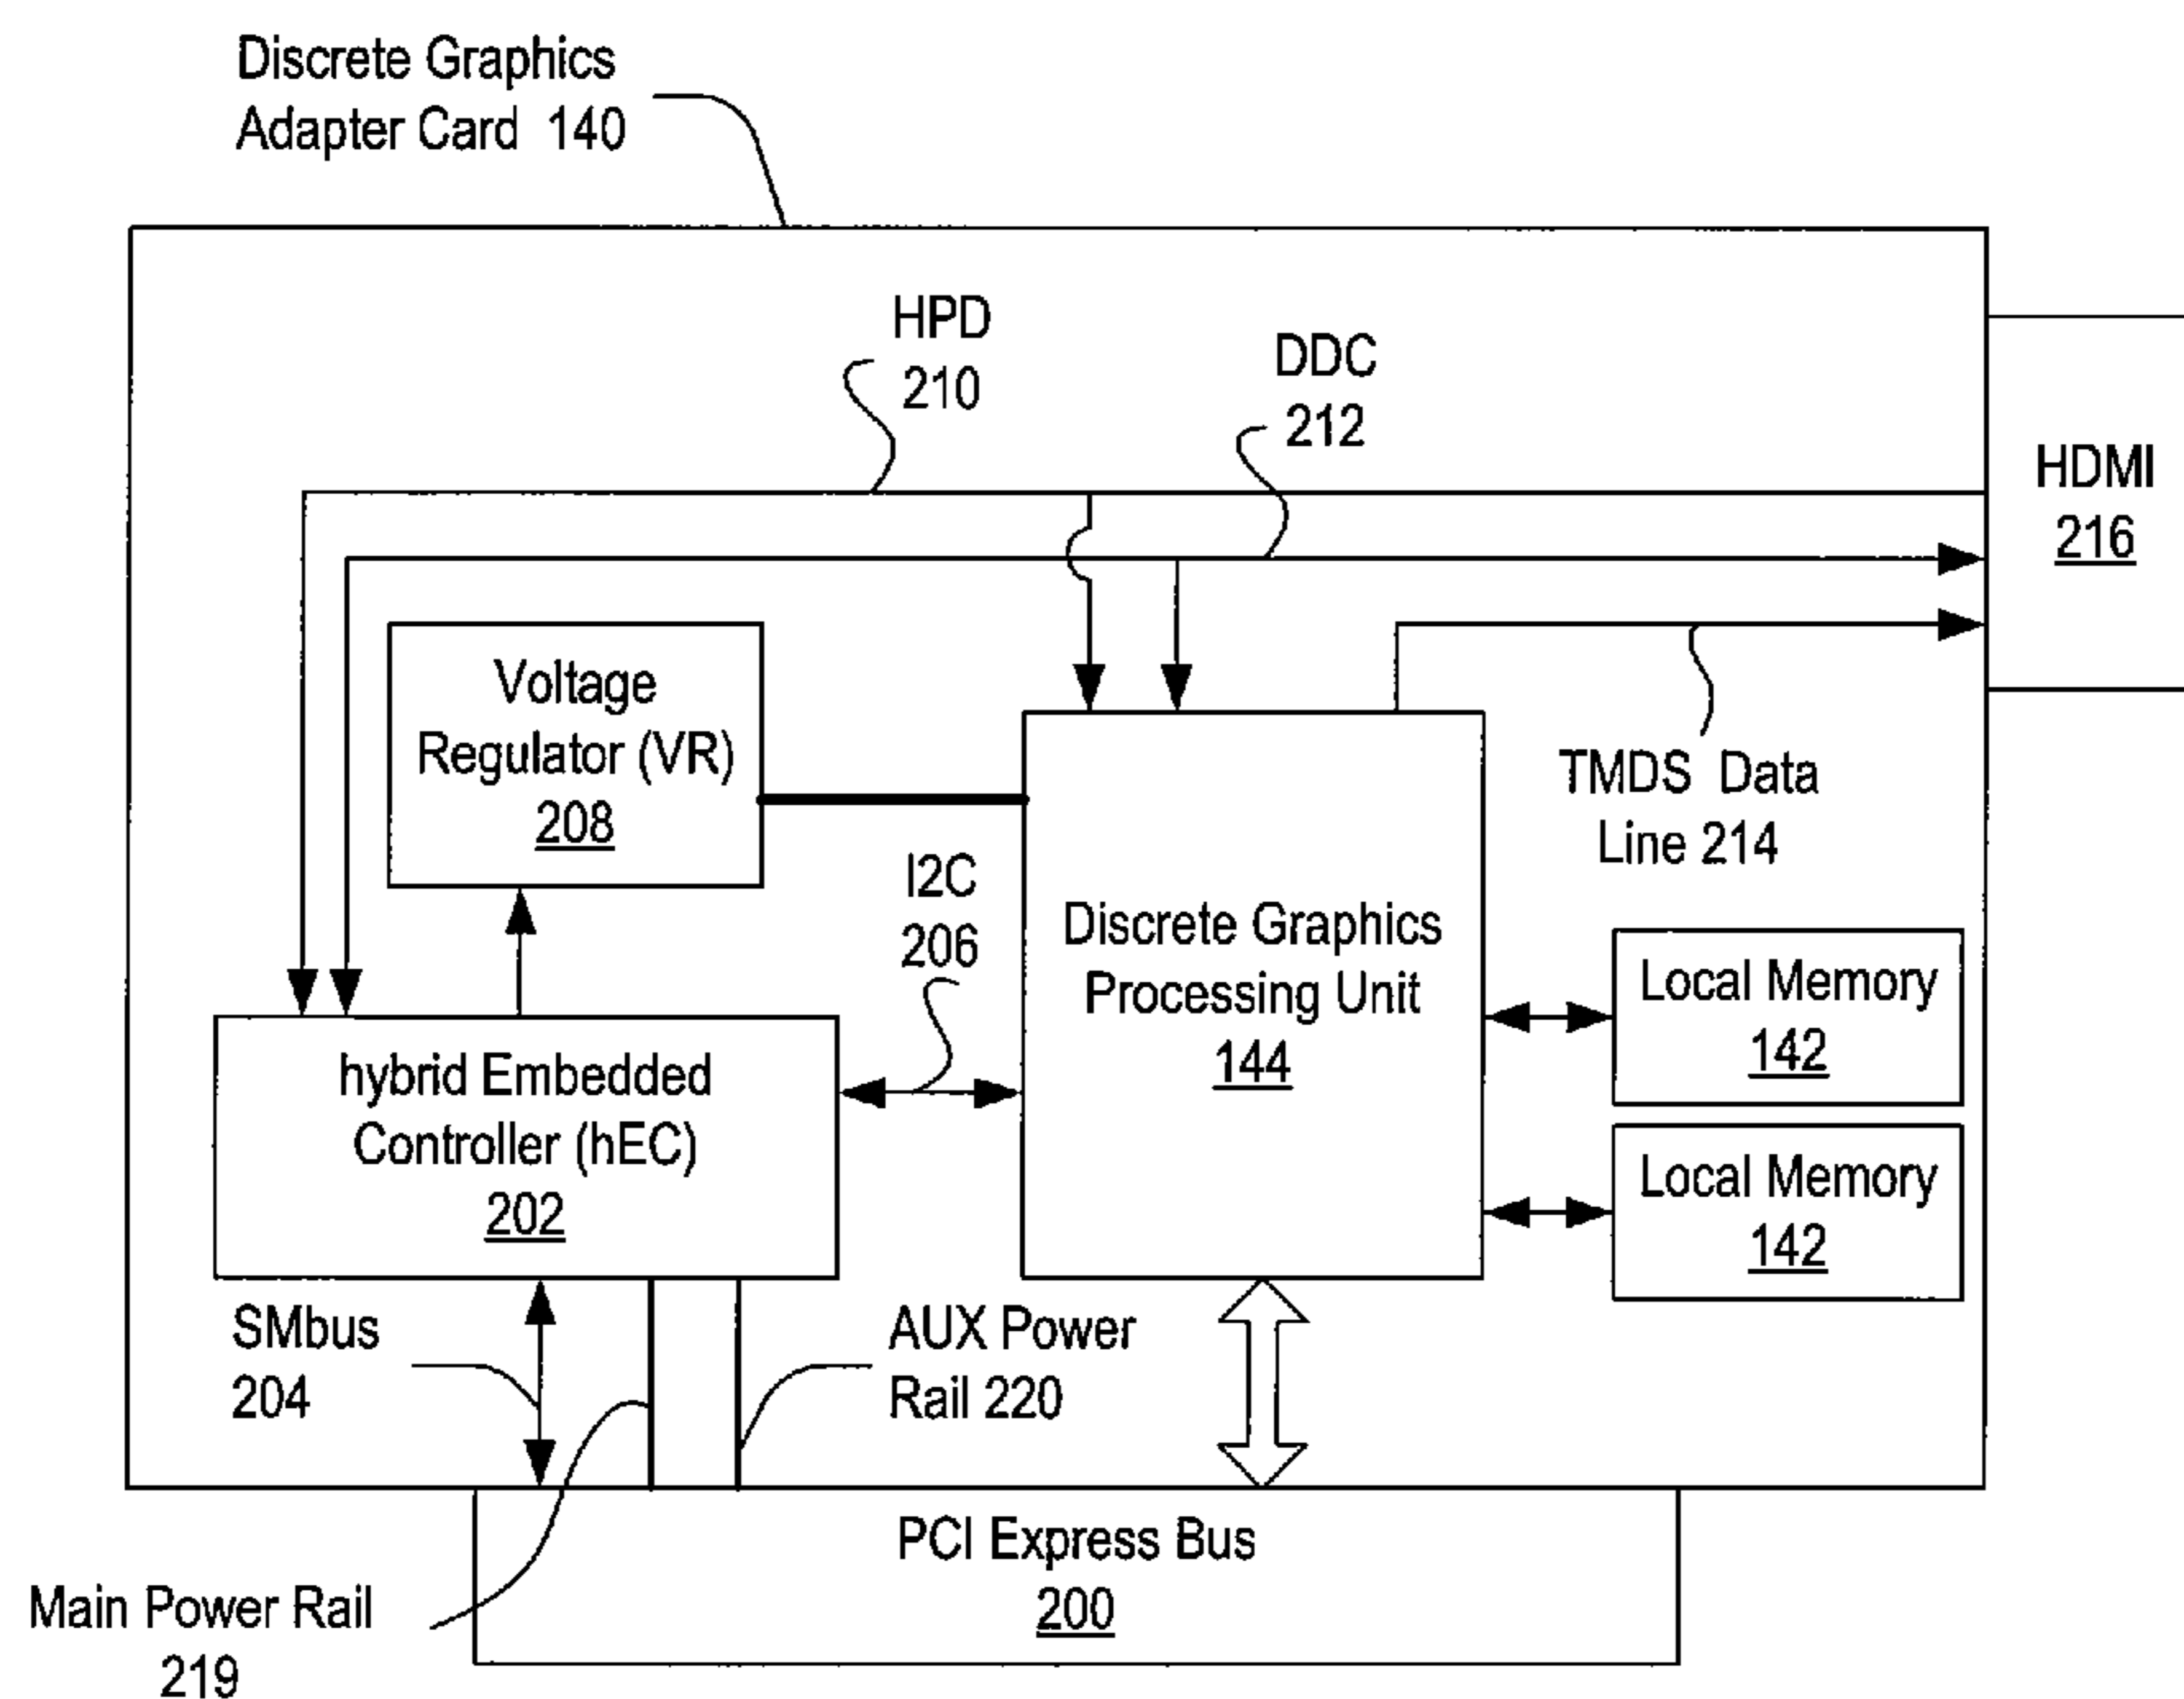 Discrete Graphics
Adapter Card 140
HPD
210
DDC
212
HDMI
216
Voltage
Regulator (VR)
208
TMDS Data
Line 214
I2C
206
Discrete Graphics
Processing Unit
144
Local Memory
142
hybrid Embedded
Controller (hEC)
202
Local Memory
142
SMbus
204
AUX Power
Rail 220
PCI Express Bus
200
Main Power Rail
219